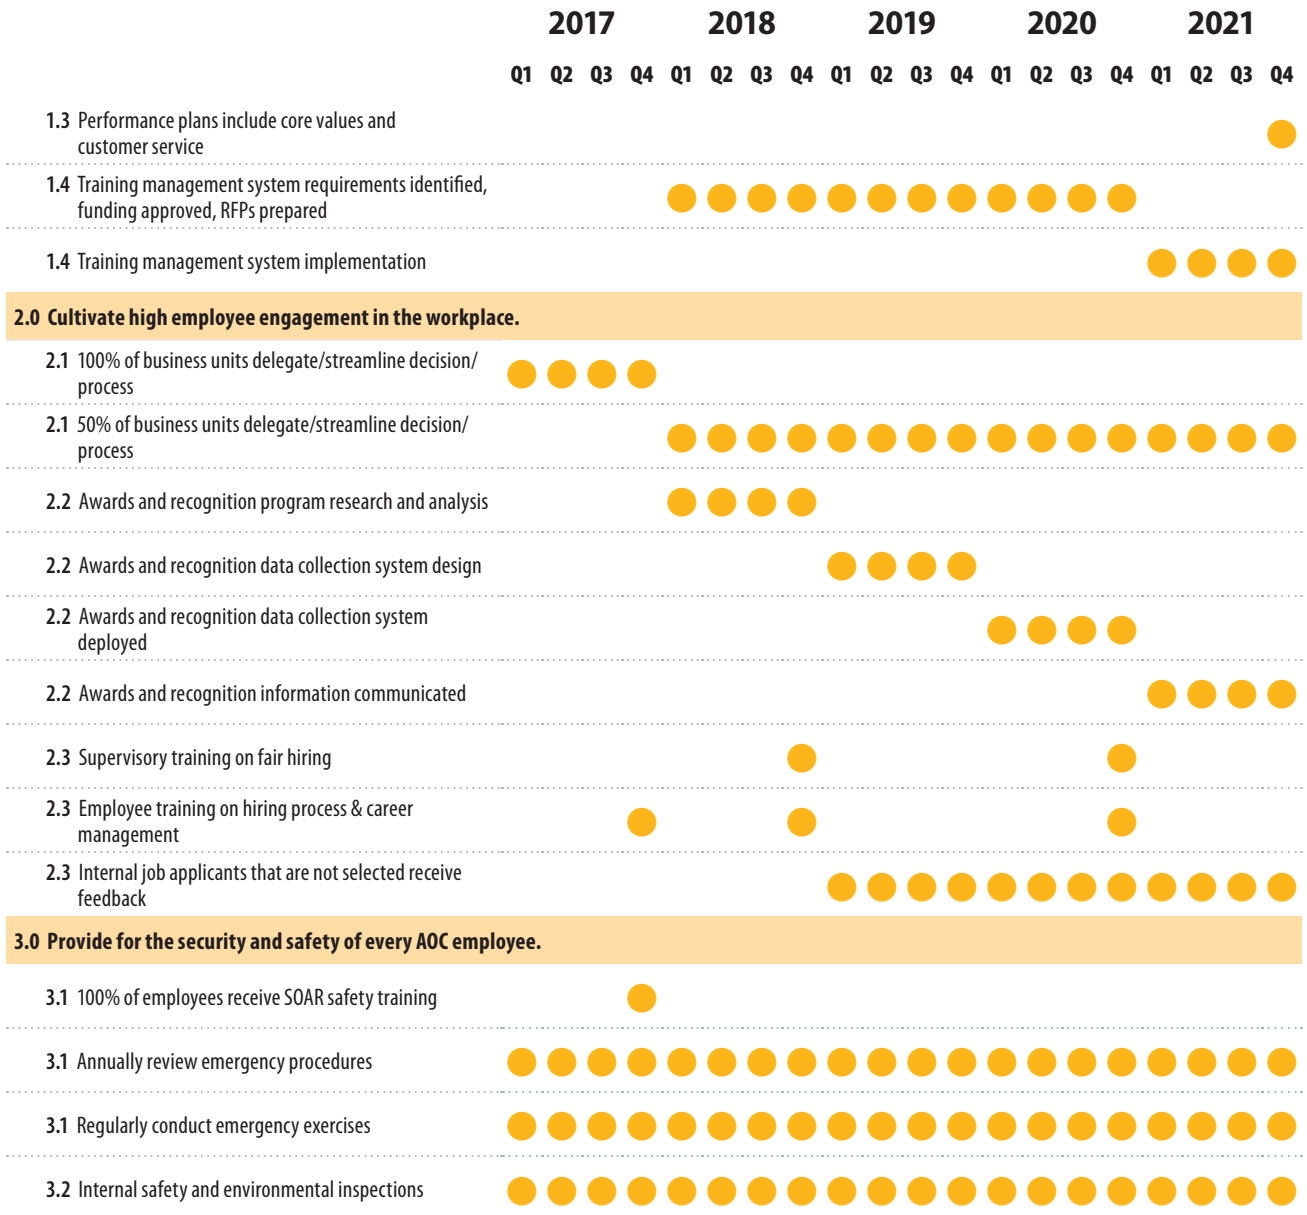 2017 2018 2019 2020 2021
Q1 Q2 Q3 Q4 Q1 Q2 Q3 Q4 Q1 Q2 Q3 Q4 Q1 Q2 Q3 Q4 Q1 Q2 Q3 Q4
1.3 Performance plans include core values and
customer service
1.4 Training management system requirements identified,
funding approved, RFPs prepared
1.4 Training management system implementation
2.0 Cultivate high employee engagement in the workplace.
2.1 100% of business units delegate/streamline decision/
process
2.1 50% of business units delegate/streamline decision/
process
2.2 Awards and recognition program research and analysis
2.2 Awards and recognition data collection system design
2.2 Awards and recognition data collection system
deployed
2.2 Awards and recognition information communicated
2.3 Supervisory training on fair hiring
2.3 Employee training on hiring process & career
management
2.3 Internal job applicants that are not selected receive
feedback
3.0 Provide for the security and safety of every AOC employee.
3.1 100% of employees receive SOAR safety training
3.1 Annually review emergency procedures
3.1 Regularly conduct emergency exercises
3.2 Internal safety and environmental inspections